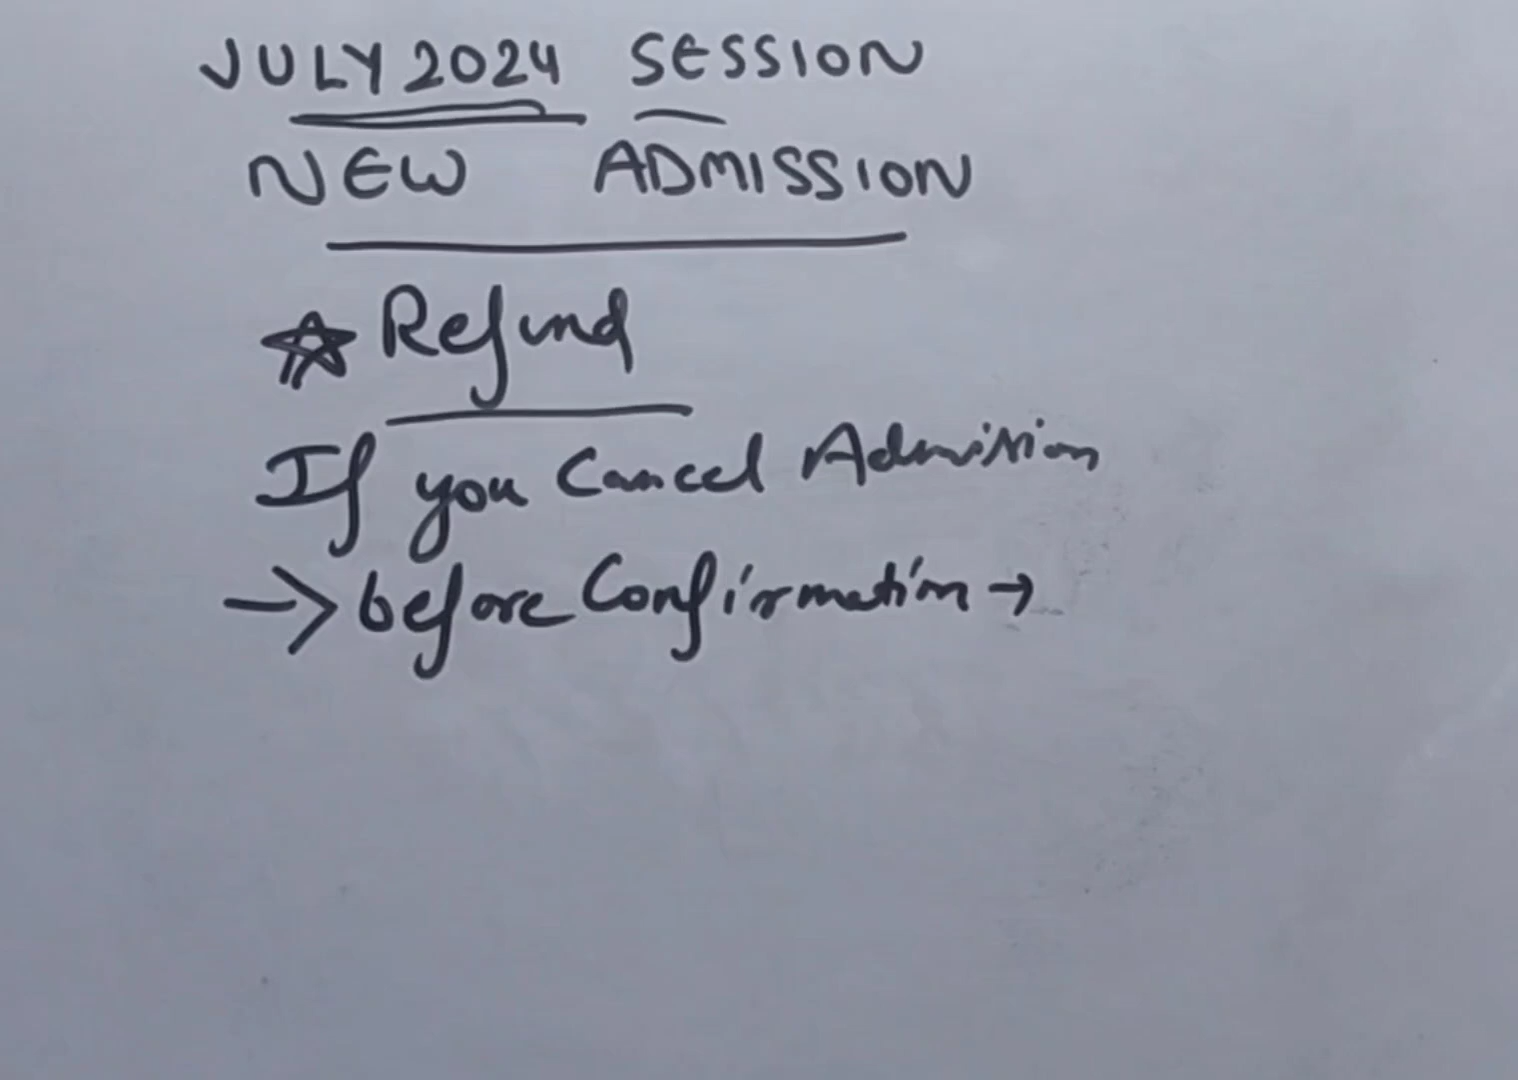 JULY 2024 SESSION
NEW ADMISSION
☆ Refund
If you Cancel Admission
→ before Confirmation →